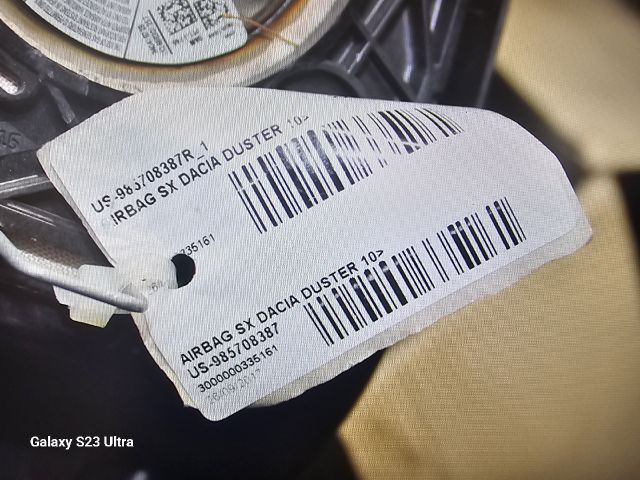 US-985708387R_1
AIRBAG SX DACIA DUSTER 10>
335161
AIRBAG SX DACIA DUSTER 10>
US-985708387
3000000335161
Galaxy S23 Ultra